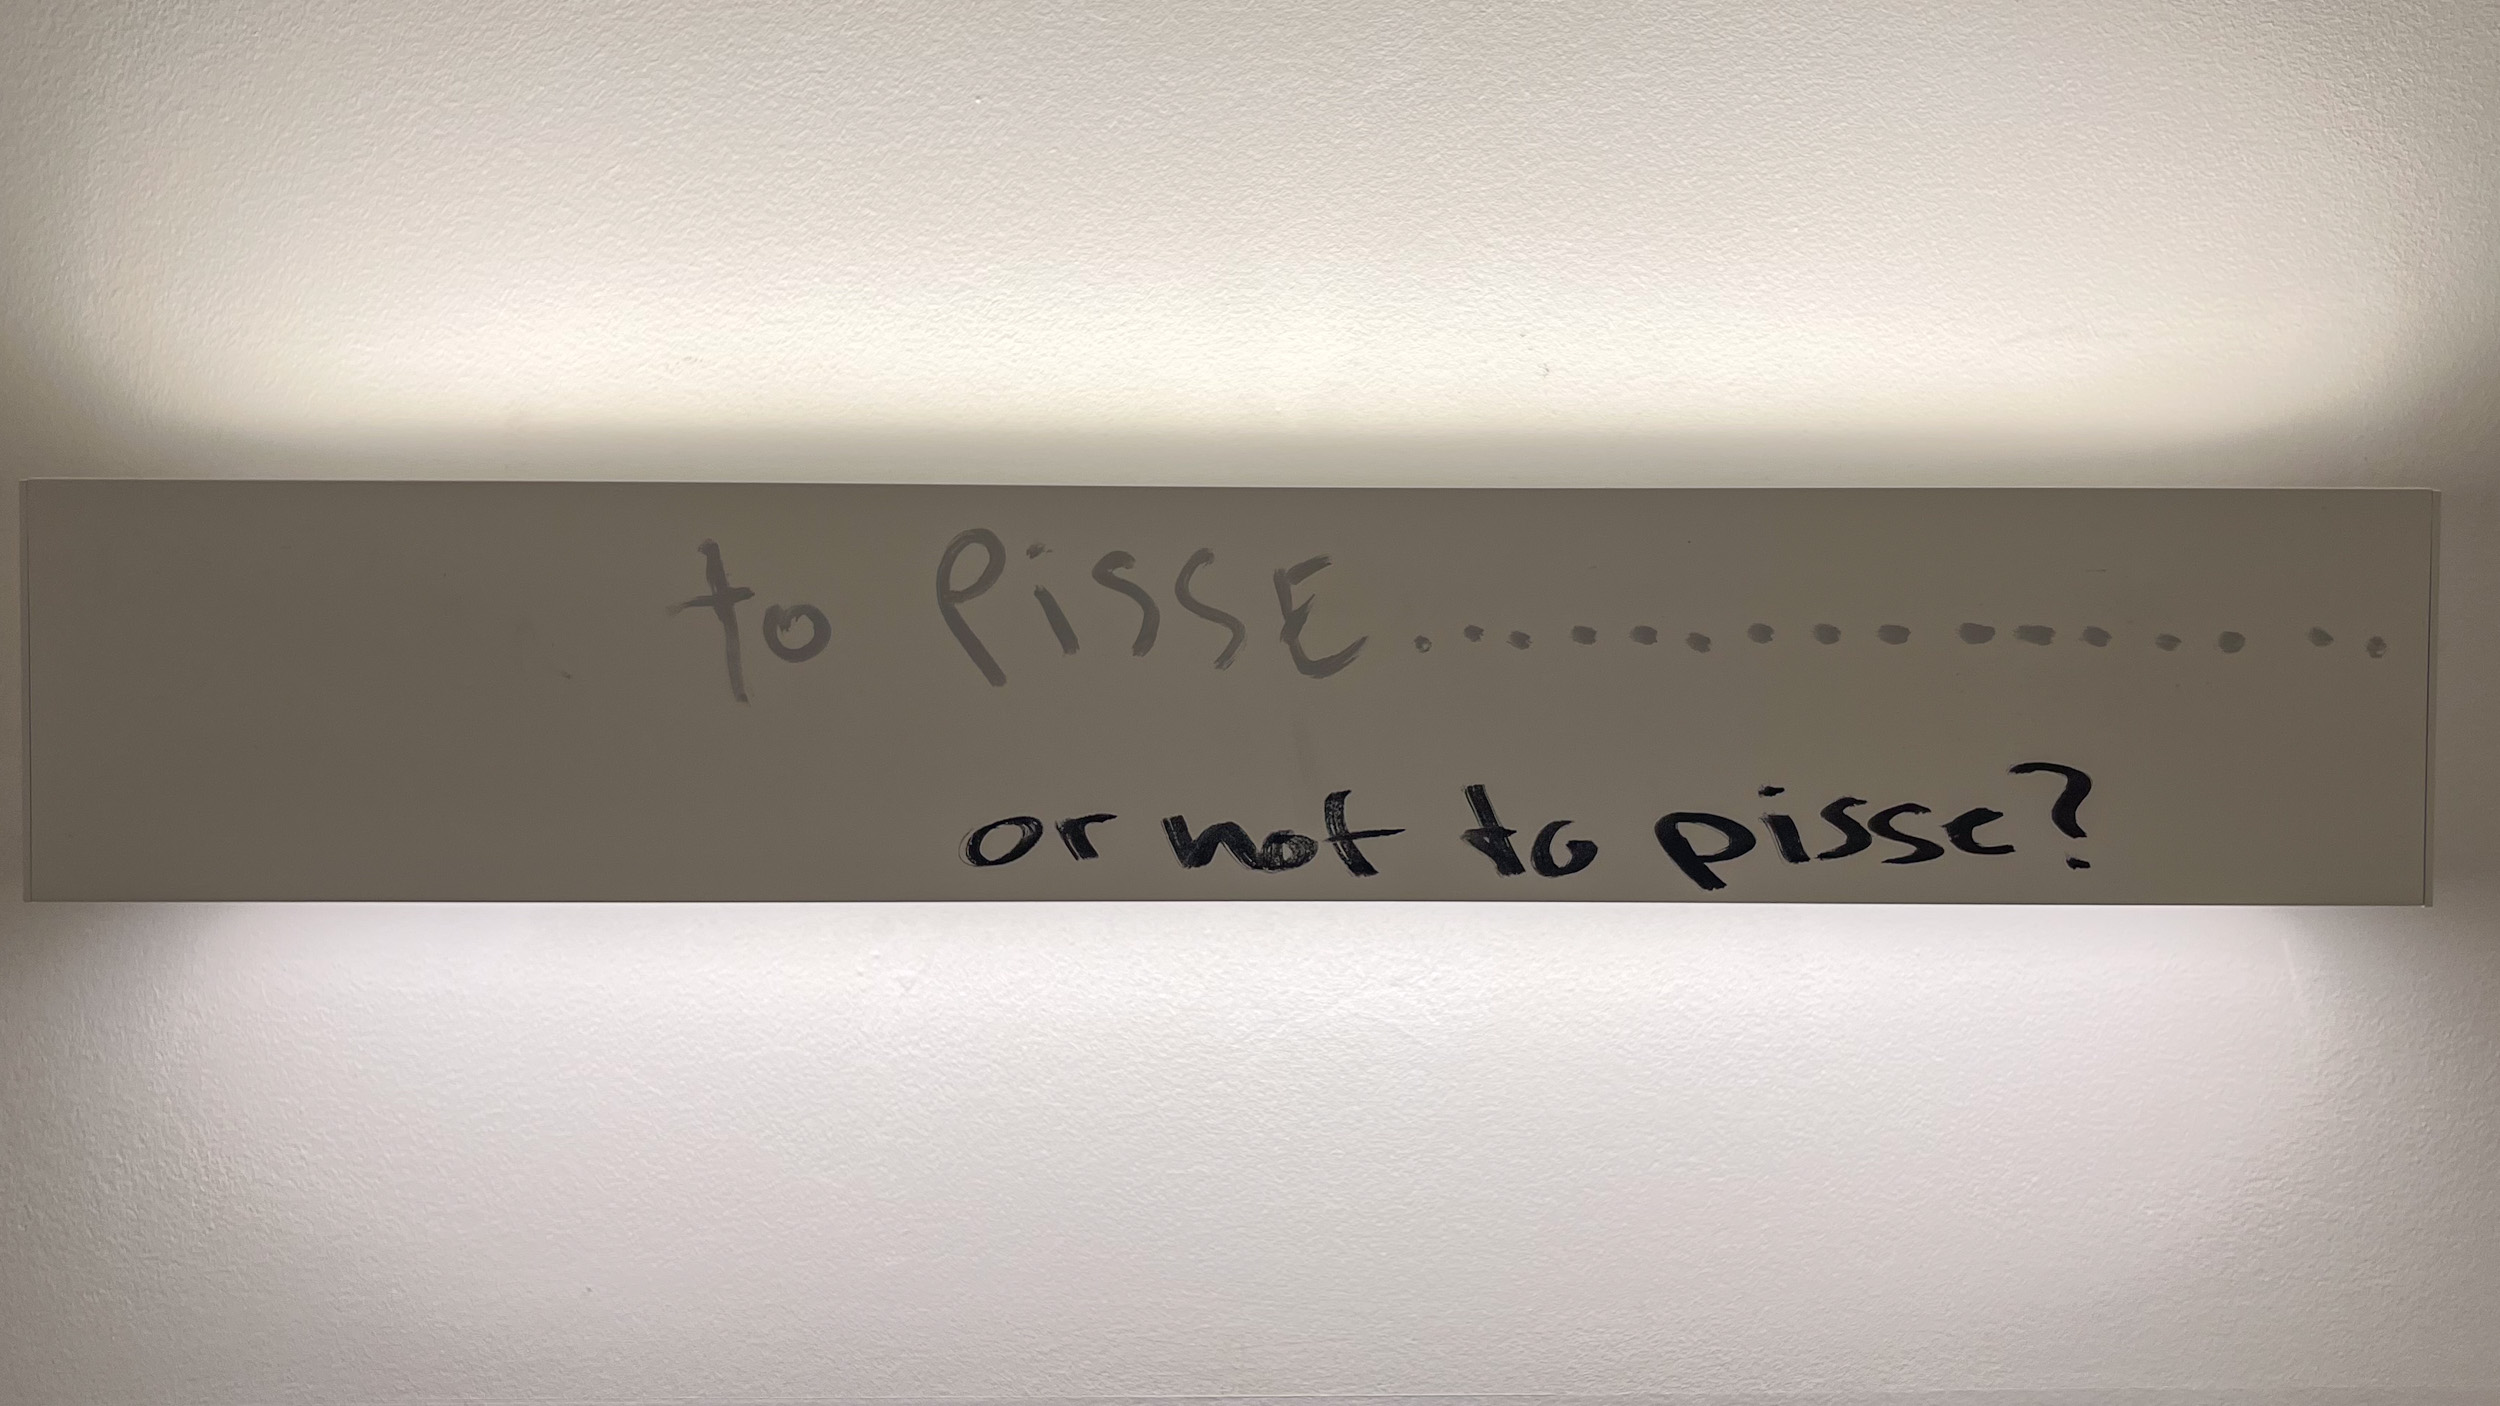 to PissE................
or not to pisse?